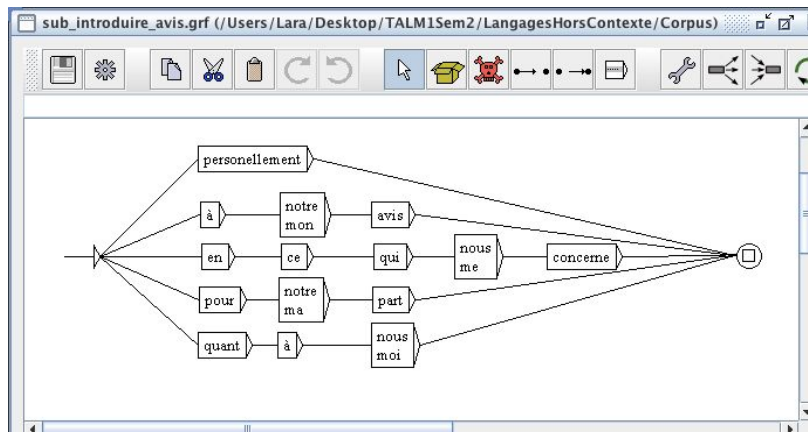 sub_introduire_avis.grf (/Users/Lara/Desktop/TALM1Sem2/LangagesHorsContexte/Corpus)
personellement
à notre avis
mon
en ce qui nous concerne
me
pour notre part
ma
quant à nous
moi